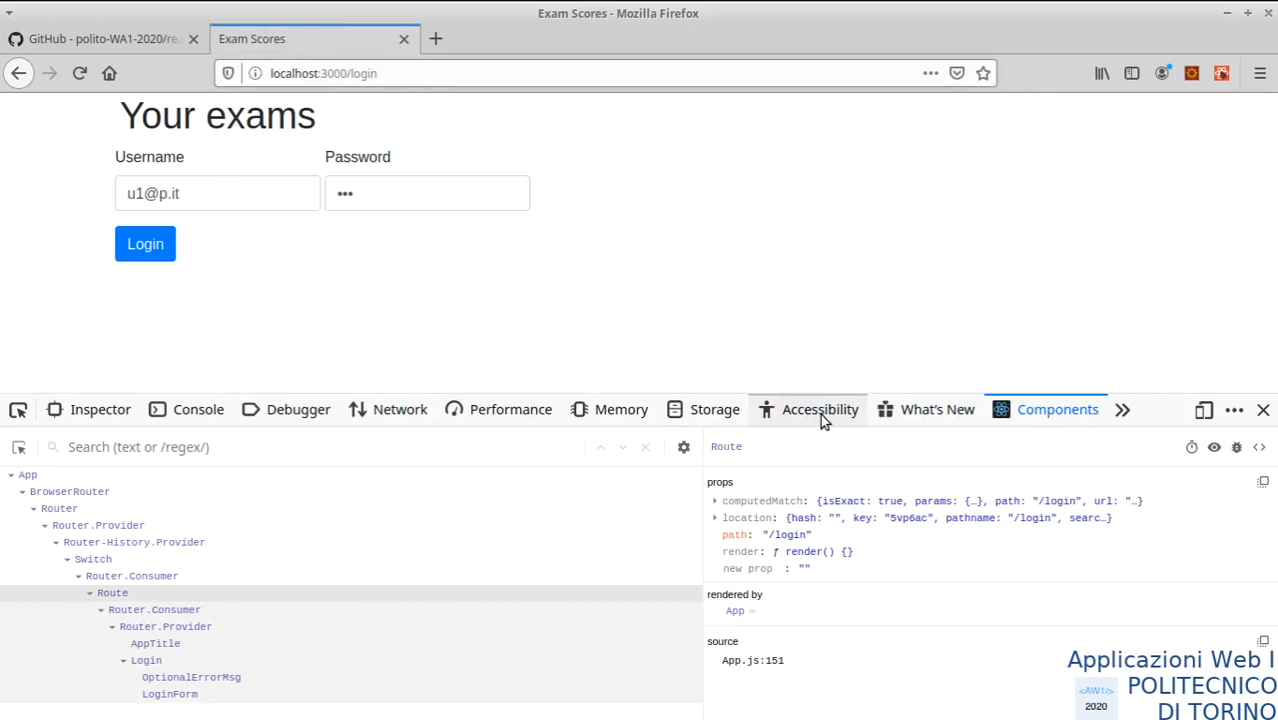 Exam Scores - Mozilla Firefox
GitHub - polito-WA1-2020/rea
Exam Scores
localhost:3000/login
Your exams
Username
Password
u1@p.it
•••
Login
Inspector
Console
Debugger
Network
Performance
Memory
Storage
Accessibility
What's New
Components
Search (text or /regex/)
Route
App
BrowserRouter
Router
Router.Provider
Router-History.Provider
Switch
Router.Consumer
Route
Router.Consumer
Router.Provider
AppTitle
Login
OptionalErrorMsg
LoginForm
props
computedMatch: {isExact: true, params: {…}, path: "/login", url: "…}
location: {hash: "", key: "5vp6ac", pathname: "/login", searc…}
path: "/login"
render: ƒ render() {}
new prop : ""
rendered by
App
source
App.js:151
Applicazioni Web I
<AW1/>
2020
POLITECNICO
DI TORINO